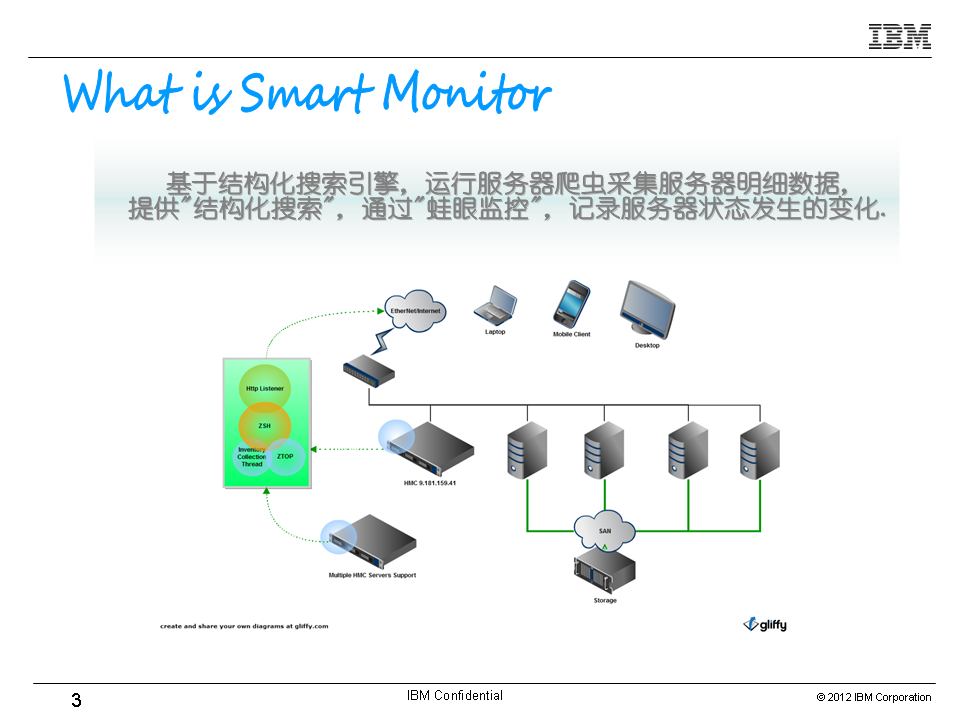 IBM
What is Smart Monitor
基于结构化搜索引擎，运行服务器爬虫采集服务器明细数据，
提供"结构化搜索"，通过"蛙眼监控"，记录服务器状态发生的变化.
EtherNet/Internet
Laptop
Mobile Client
Desktop
Http Listener
ZSH
Inventory
Collection
Thread
ZTOP
HMC 9.181.159.41
SAN
Multiple HMC Servers Support
Storage
create and share your own diagrams at gliffy.com
gliffy
3
IBM Confidential
© 2012 IBM Corporation